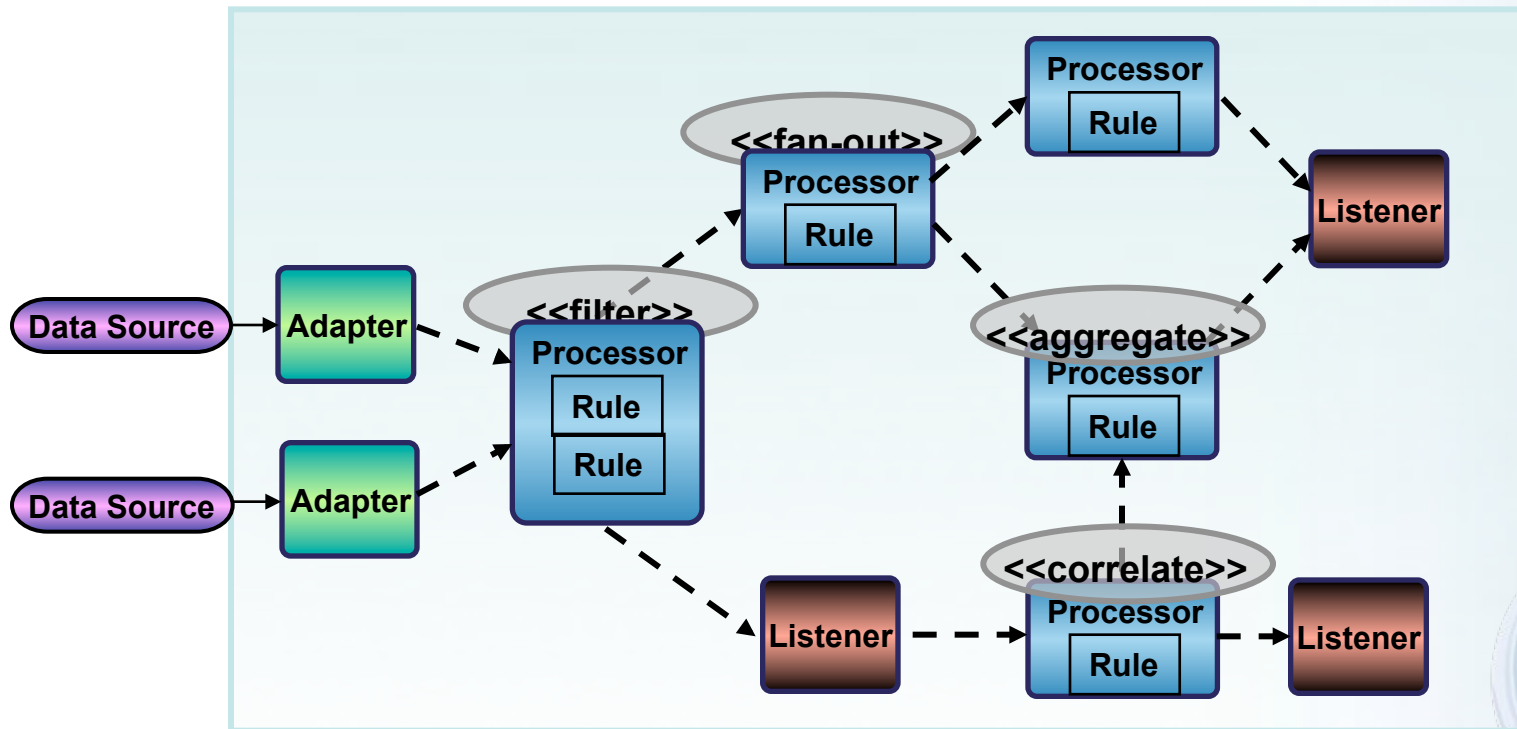 Processor
Rule
<<fan-out>>
Processor
Rule
Listener
Data Source
Adapter
<<filter>>
Processor
Rule
Rule
<<aggregate>>
Processor
Rule
Data Source
Adapter
<<correlate>>
Listener
Processor
Rule
Listener